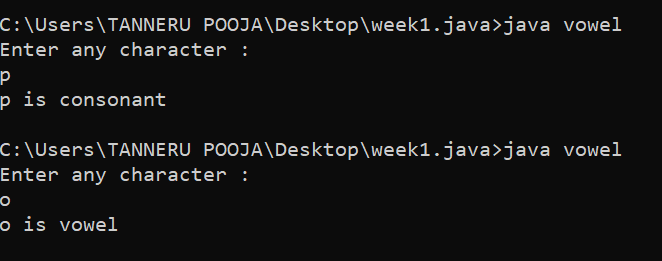 C:\Users\TANNERU POOJA\Desktop\week1.java>java vowel
Enter any character :
p
p is consonant
C:\Users\TANNERU POOJA\Desktop\week1.java>java vowel
Enter any character :
o
o is vowel